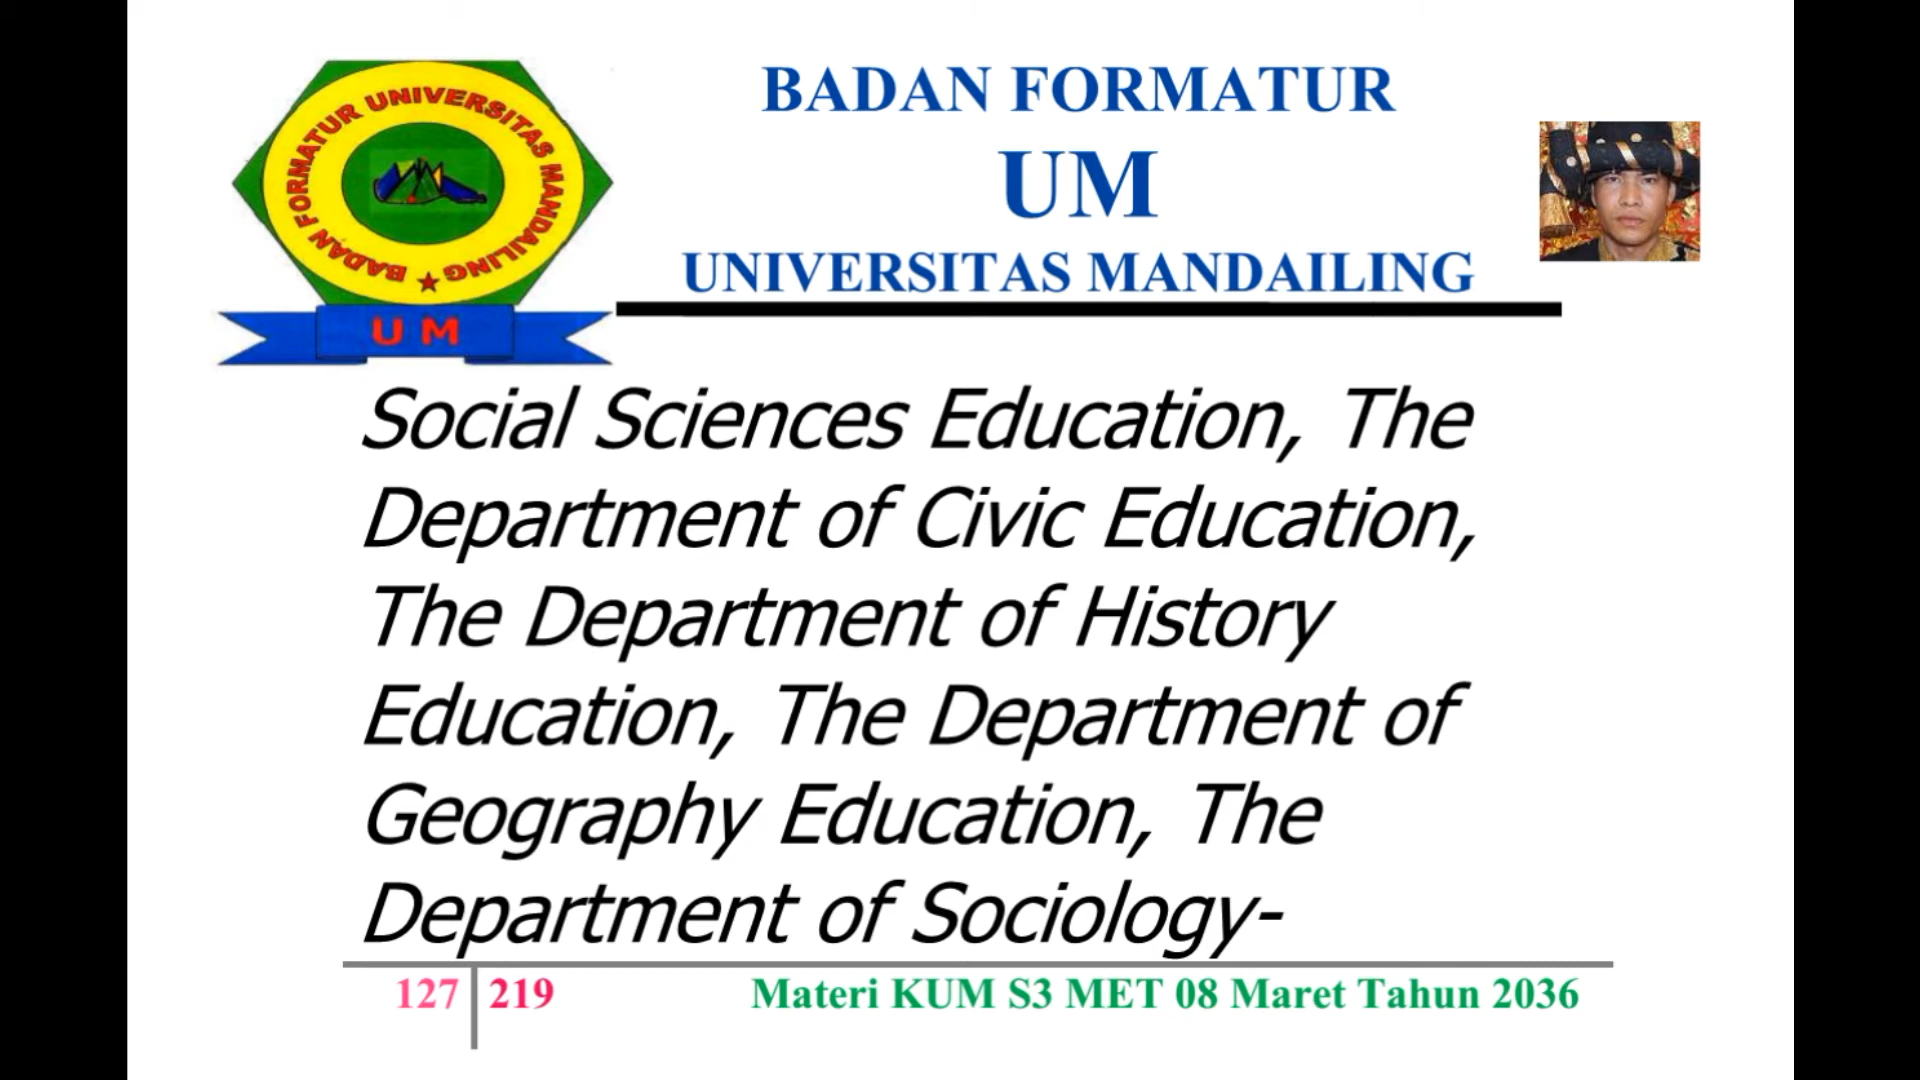 BADAN FORMATUR UNIVERSITAS MANDAILING
UM
BADAN FORMATUR
UM
UNIVERSITAS MANDAILING
Social Sciences Education, The
Department of Civic Education,
The Department of History
Education, The Department of
Geography Education, The
Department of Sociology-
127 219 Materi KUM S3 MET 08 Maret Tahun 2036